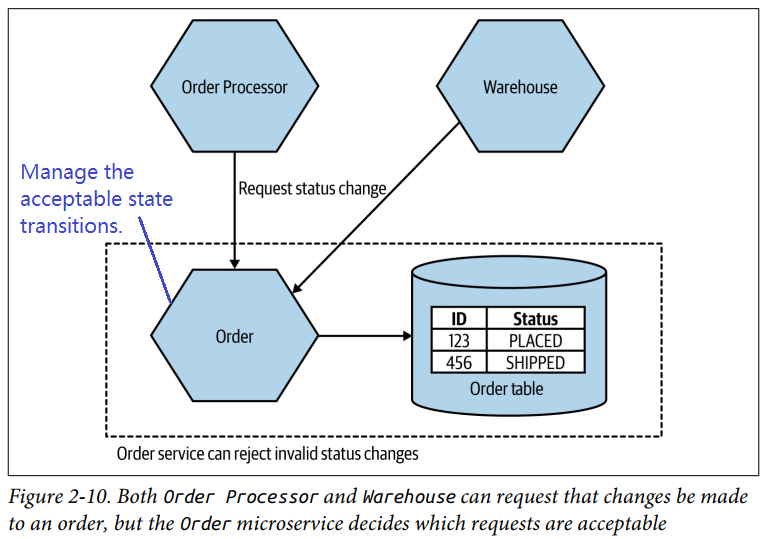 Order Processor
Warehouse
Manage the
acceptable state
transitions.
Request status change
Order
ID Status
123 PLACED
456 SHIPPED
Order table
Order service can reject invalid status changes
Figure 2-10. Both Order Processor and Warehouse can request that changes be made
to an order, but the Order microservice decides which requests are acceptable